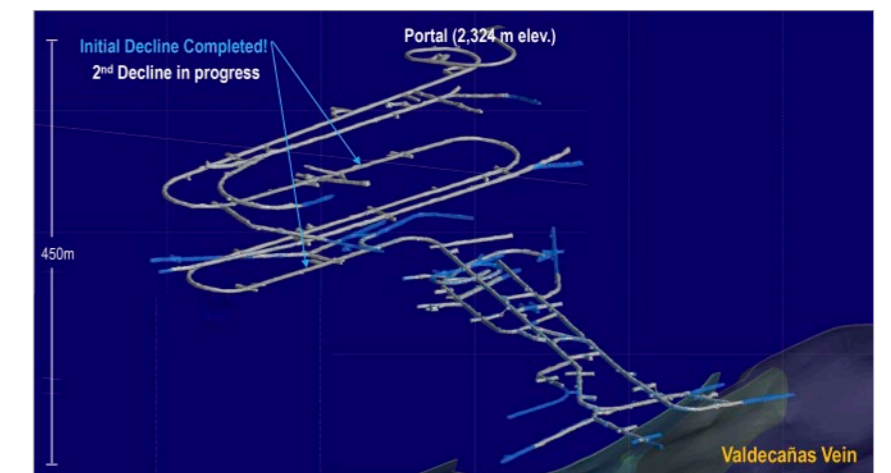 Portal (2,324 m elev.)
Initial Decline Completed!
2nd Decline in progress
450m
Valdecañas Vein